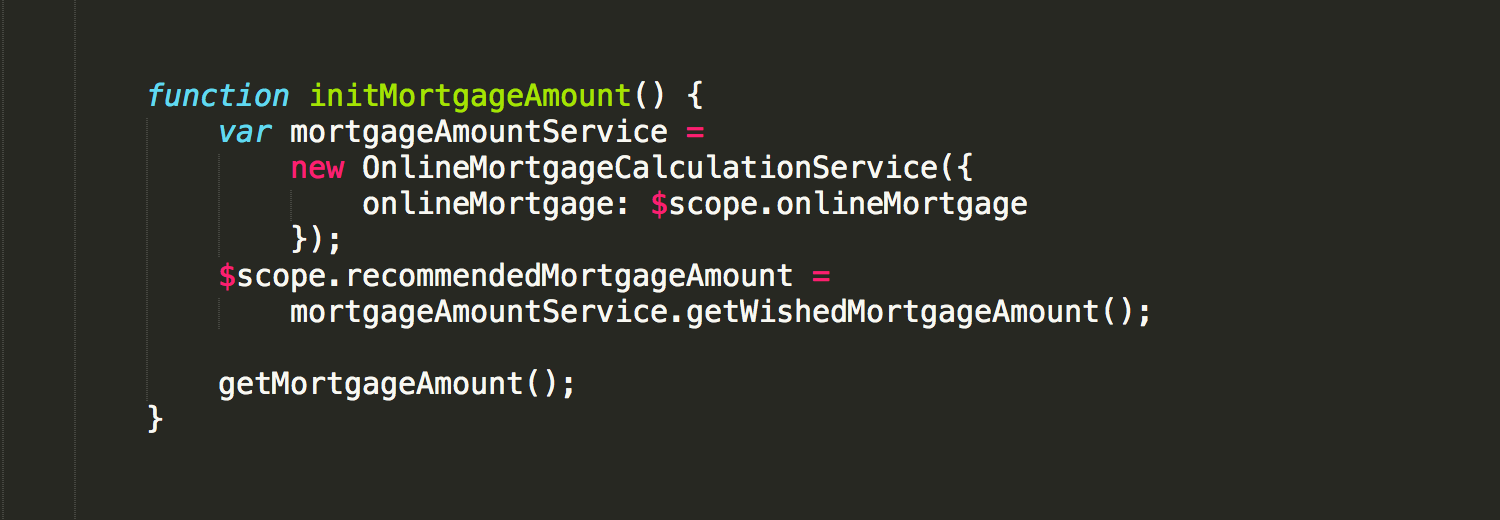 function initMortgageAmount() {
    var mortgageAmountService =
        new OnlineMortgageCalculationService({
            onlineMortgage: $scope.onlineMortgage
        });
    $scope.recommendedMortgageAmount =
        mortgageAmountService.getWishedMortgageAmount();

    getMortgageAmount();
}